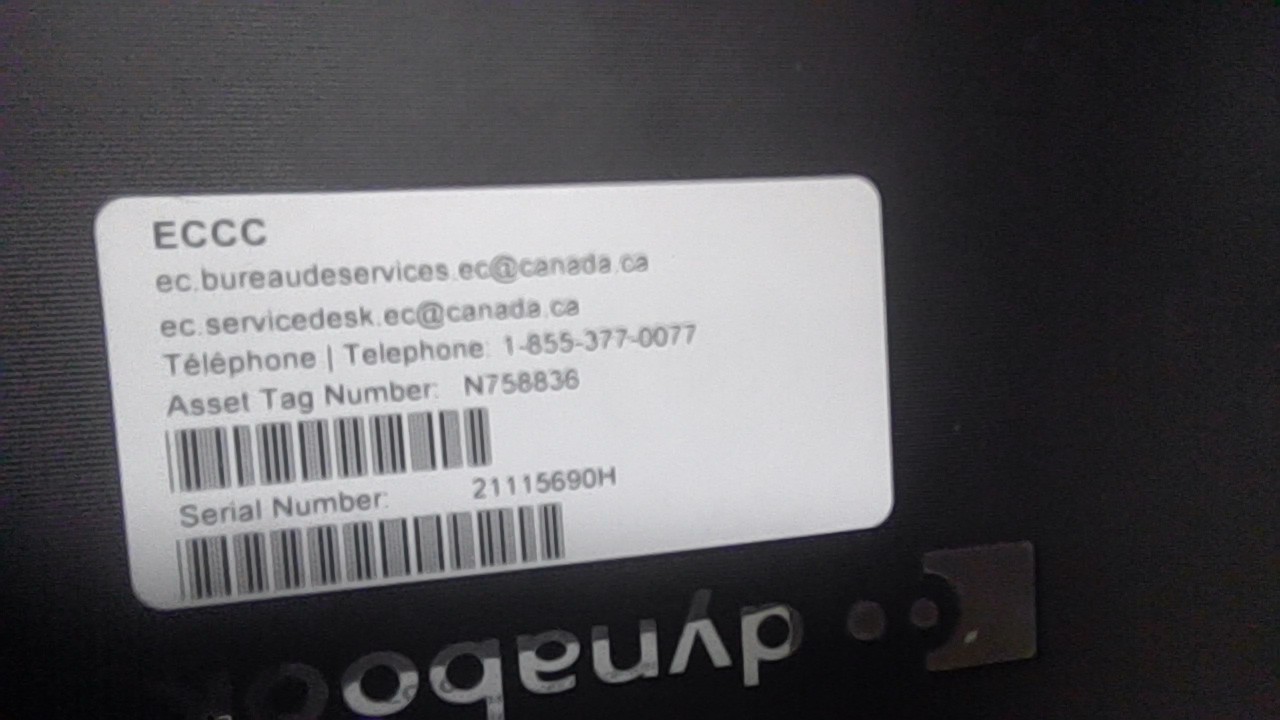 ECCC
ec.bureaudeservices.ec@canada.ca
ec.servicedesk.ec@canada.ca
Téléphone | Telephone: 1-855-377-0077
Asset Tag Number: N758836
Serial Number: 21115690H
dynabook